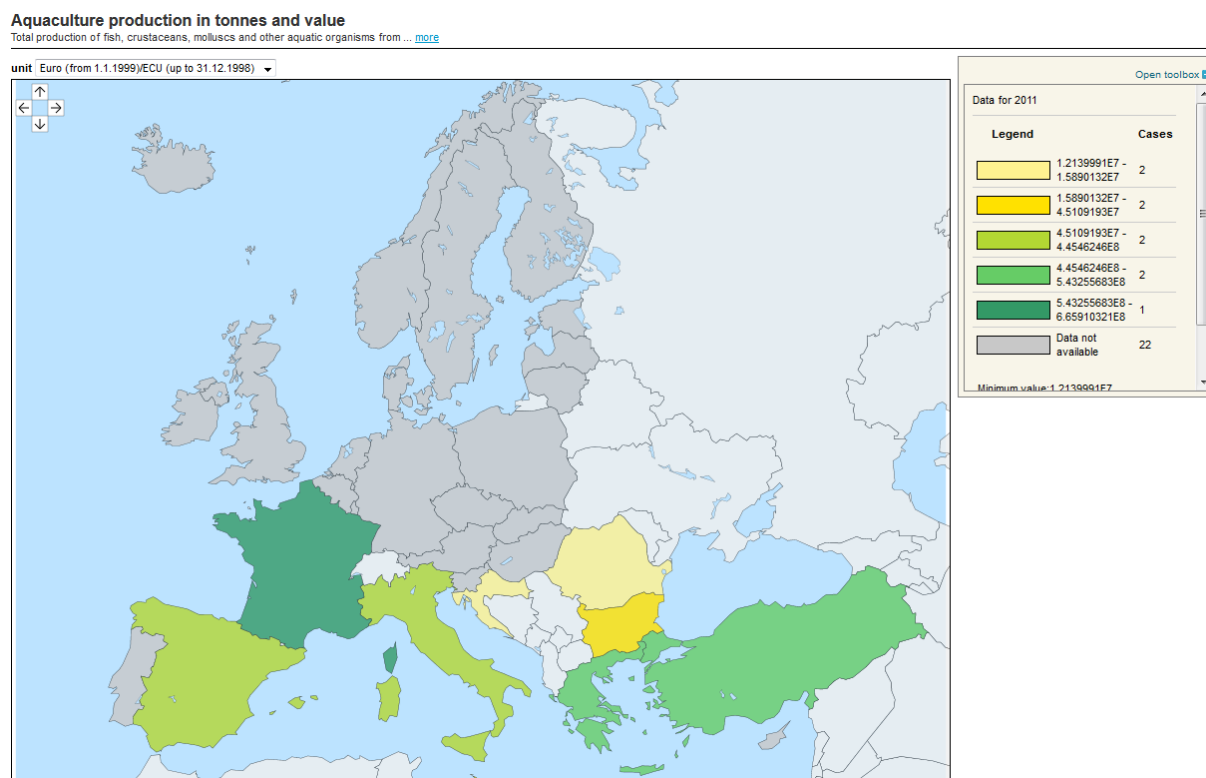 Aquaculture production in tonnes and value
Total production of fish, crustaceans, molluscs and other aquatic organisms from ... more
unit Euro (from 1.1.1999)/ECU (up to 31.12.1998)
Open toolbox
Data for 2011
Legend Cases
1.2139991E7 -
1.5890132E7 2
1.5890132E7 -
4.5109193E7 2
4.5109193E7 -
4.4546246E8 2
4.4546246E8 -
5.43255683E8 2
5.43255683E8 -
6.65910321E8 1
Data not
available 22
Minimum value:1.2139991E7